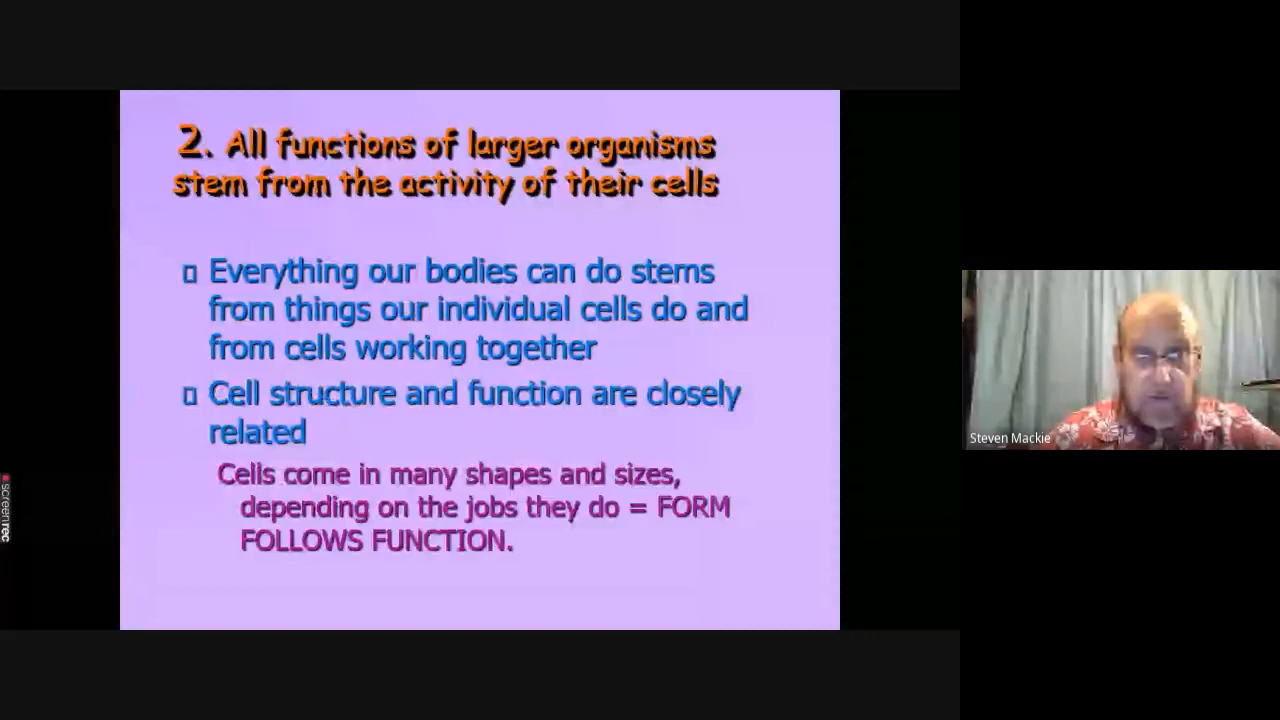 2. All functions of larger organisms
stem from the activity of their cells
Everything our bodies can do stems
from things our individual cells do and
from cells working together
Cell structure and function are closely
related
Cells come in many shapes and sizes,
depending on the jobs they do = FORM
FOLLOWS FUNCTION.
Steven Mackie
screenrec